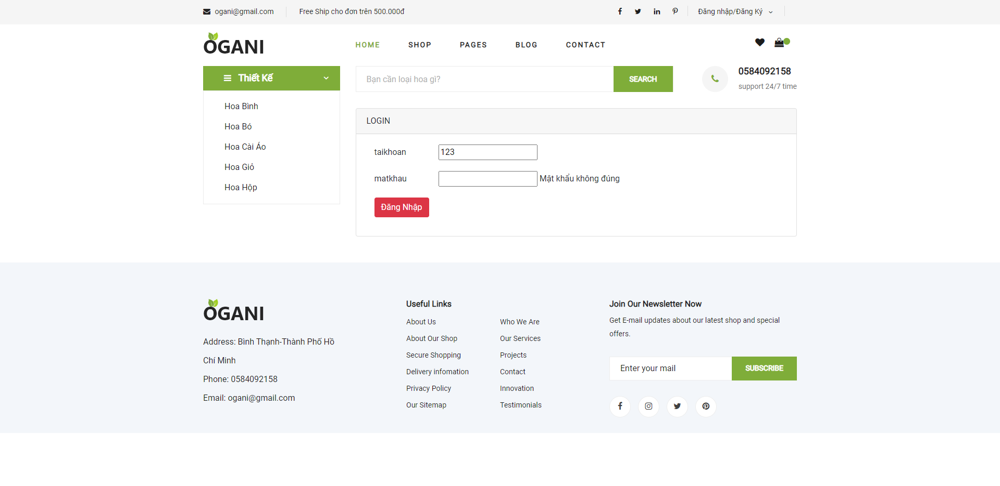 ogani@gmail.com
Free Ship cho đơn trên 500.000đ
Đăng nhập/Đăng Ký
OGANI
HOME
SHOP
PAGES
BLOG
CONTACT
Thiết Kế
Bạn cần loại hoa gì?
SEARCH
0584092158
support 24/7 time
Hoa Bình
Hoa Bó
Hoa Cài Áo
Hoa Giỏ
Hoa Hộp
LOGIN
taikhoan
123
matkhau
Mật khẩu không đúng
Đăng Nhập
OGANI
Address: Bình Thạnh-Thành Phố Hồ
Chí Minh
Phone: 0584092158
Email: ogani@gmail.com
Useful Links
About Us
About Our Shop
Secure Shopping
Delivery infomation
Privacy Policy
Our Sitemap
Who We Are
Our Services
Projects
Contact
Innovation
Testimonials
Join Our Newsletter Now
Get E-mail updates about our latest shop and special
offers.
Enter your mail
SUBSCRIBE